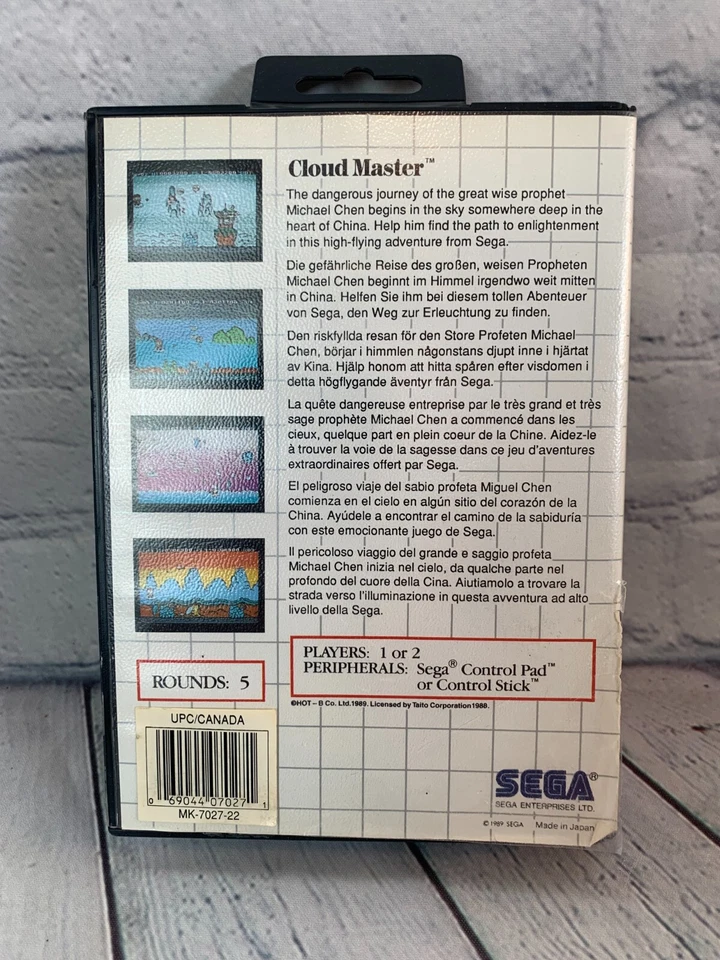 Cloud Master™
The dangerous journey of the great wise prophet
Michael Chen begins in the sky somewhere deep in the
heart of China. Help him find the path to enlightenment
in this high-flying adventure from Sega.
Die gefährliche Reise des großen, weisen Propheten
Michael Chen beginnt im Himmel irgendwo weit mitten
in China. Helfen Sie ihm bei diesem tollen Abenteuer
von Sega, den Weg zur Erleuchtung zu finden.
Den riskfyllda resan för den Store Profeten Michael
Chen, börjar i himmlen någonstans djupt inne i hjärtat
av Kina. Hjälp honom att hitta spåren efter visdomen i
detta högflygande äventyr från Sega.
La quête dangereuse entreprise par le très grand et très
sage prophète Michael Chen a commencé dans les
cieux, quelque part en plein coeur de la Chine. Aidez-le
à trouver la voie de la sagesse dans ce jeu d'aventures
extraordinaires offert par Sega.
El peligroso viaje del sabio profeta Miguel Chen
comienza en el cielo en algún sitio del corazón de la
China. Ayúdele a encontrar el camino de la sabiduría
con este emocionante juego de Sega.
Il pericoloso viaggio del grande e saggio profeta
Michael Chen inizia nel cielo, da qualche parte nel
profondo del cuore della Cina. Aiutiamolo a trovare la
strada verso l'illuminazione in questa avventura ad alto
livello della Sega.
ROUNDS: 5
PLAYERS: 1 or 2
PERIPHERALS: Sega® Control Pad™
or Control Stick™
©HOT-B Co. Ltd.1989. Licensed by Taito Corporation1988.
UPC/CANADA
0 69044 07027 1
MK-7027-22
SEGA®
SEGA ENTERPRISES LTD.
© 1989 SEGA Made in Japan